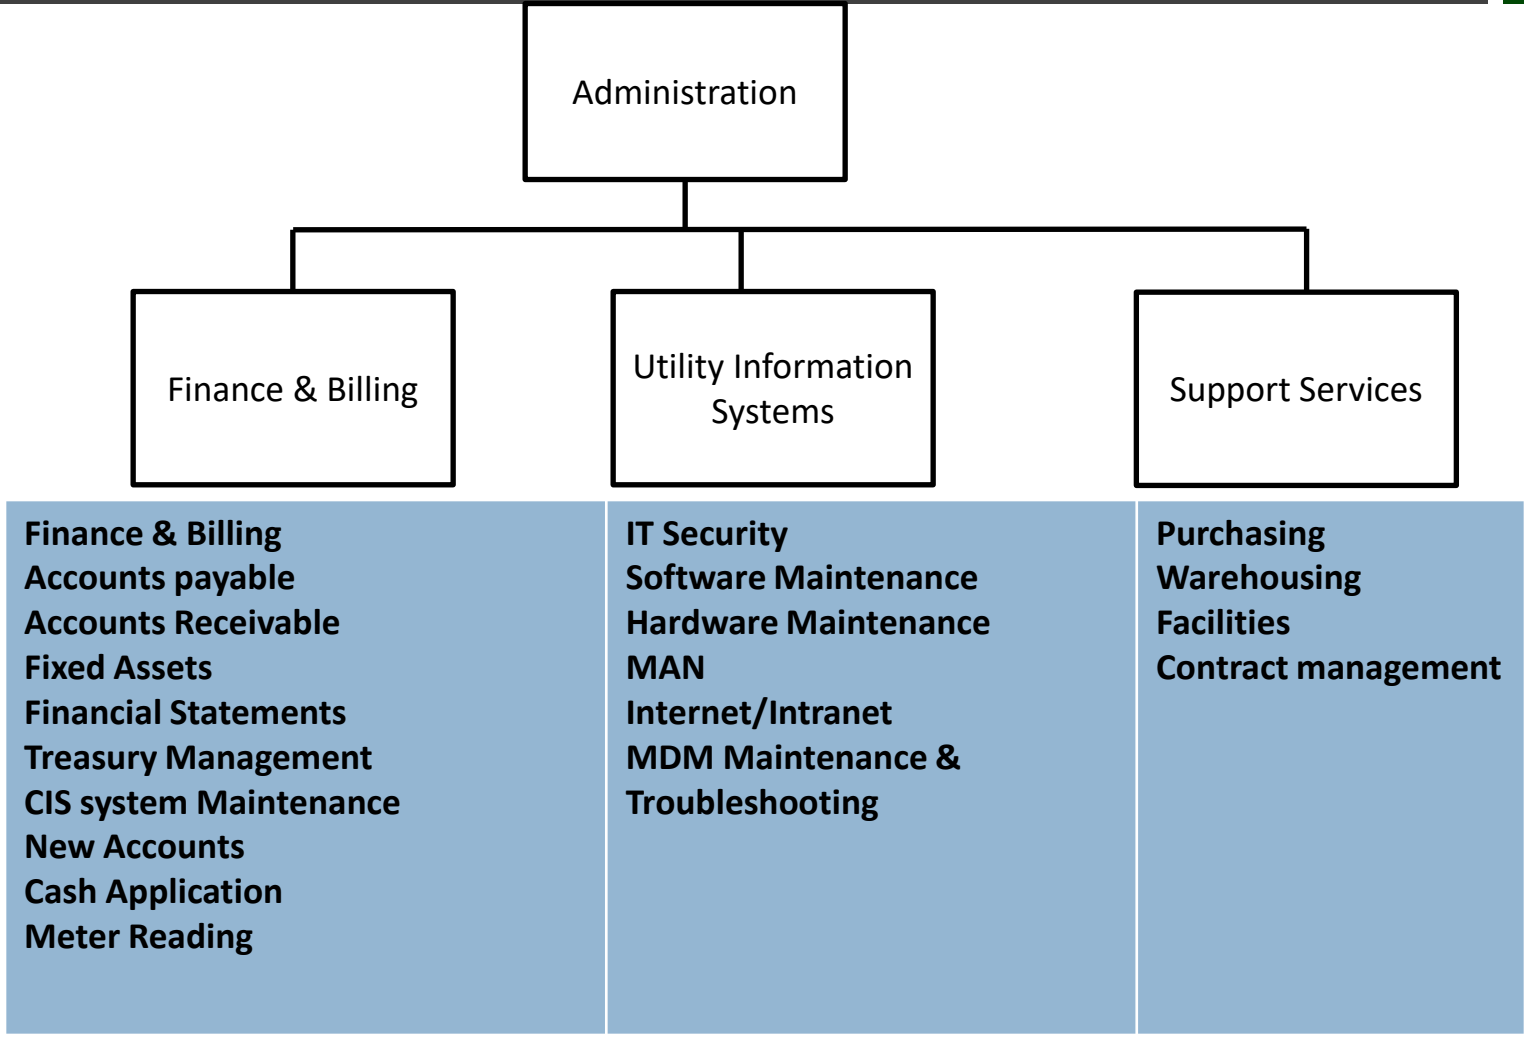 Administration
Finance & Billing
Utility Information
Systems
Support Services
Finance & Billing
Accounts payable
Accounts Receivable
Fixed Assets
Financial Statements
Treasury Management
CIS system Maintenance
New Accounts
Cash Application
Meter Reading
IT Security
Software Maintenance
Hardware Maintenance
MAN
Internet/Intranet
MDM Maintenance &
Troubleshooting
Purchasing
Warehousing
Facilities
Contract management